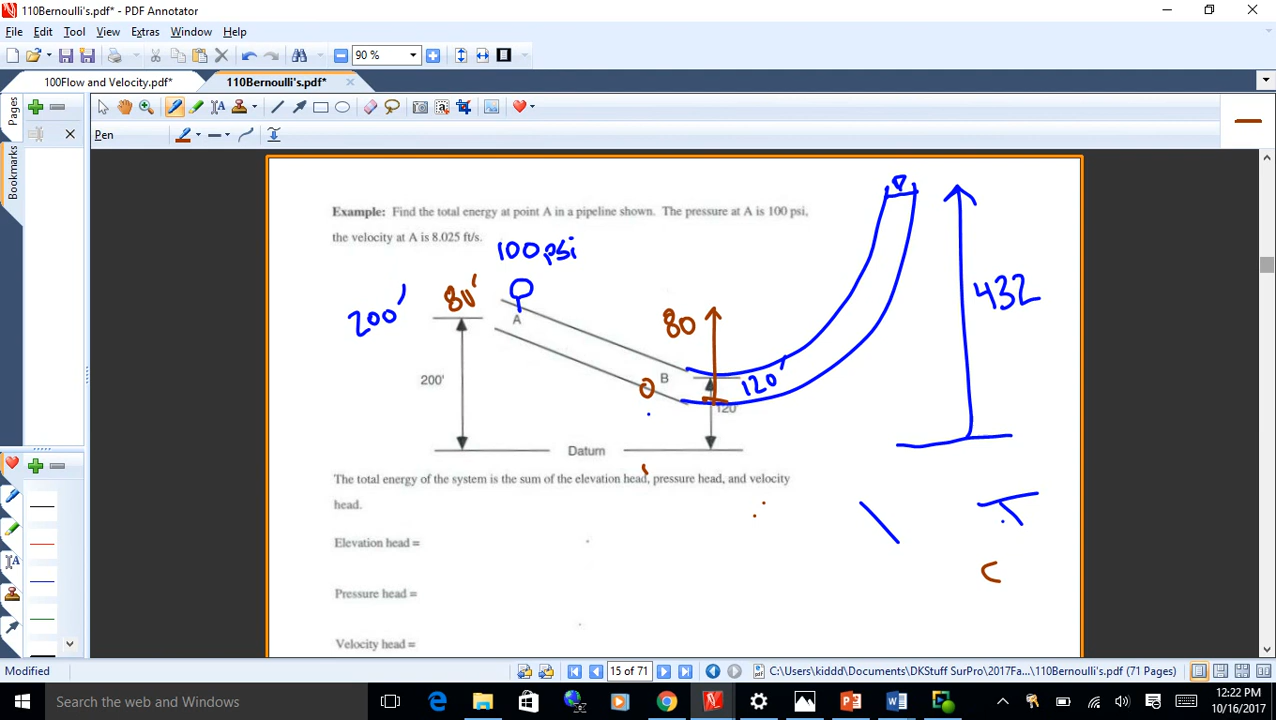 110Bernoulli's.pdf* - PDF Annotator
File Edit Tool View Extras Window Help
90 %
100Flow and Velocity.pdf*
110Bernoulli's.pdf*
Pages
Bookmarks
Pen
Example: Find the total energy at point A in a pipeline shown. The pressure at A is 100 psi,
the velocity at A is 8.025 ft/s.
100psi
200'
80'
A
80
432
200'
B
120'
120'
Datum
The total energy of the system is the sum of the elevation head, pressure head, and velocity
head.
Elevation head =
Pressure head =
Velocity head =
Modified
15 of 71
C:\Users\kiddd\Documents\DKStuff SurPro\2017Fa...\110Bernoulli's.pdf (71 Pages)
Search the web and Windows
12:22 PM
10/16/2017